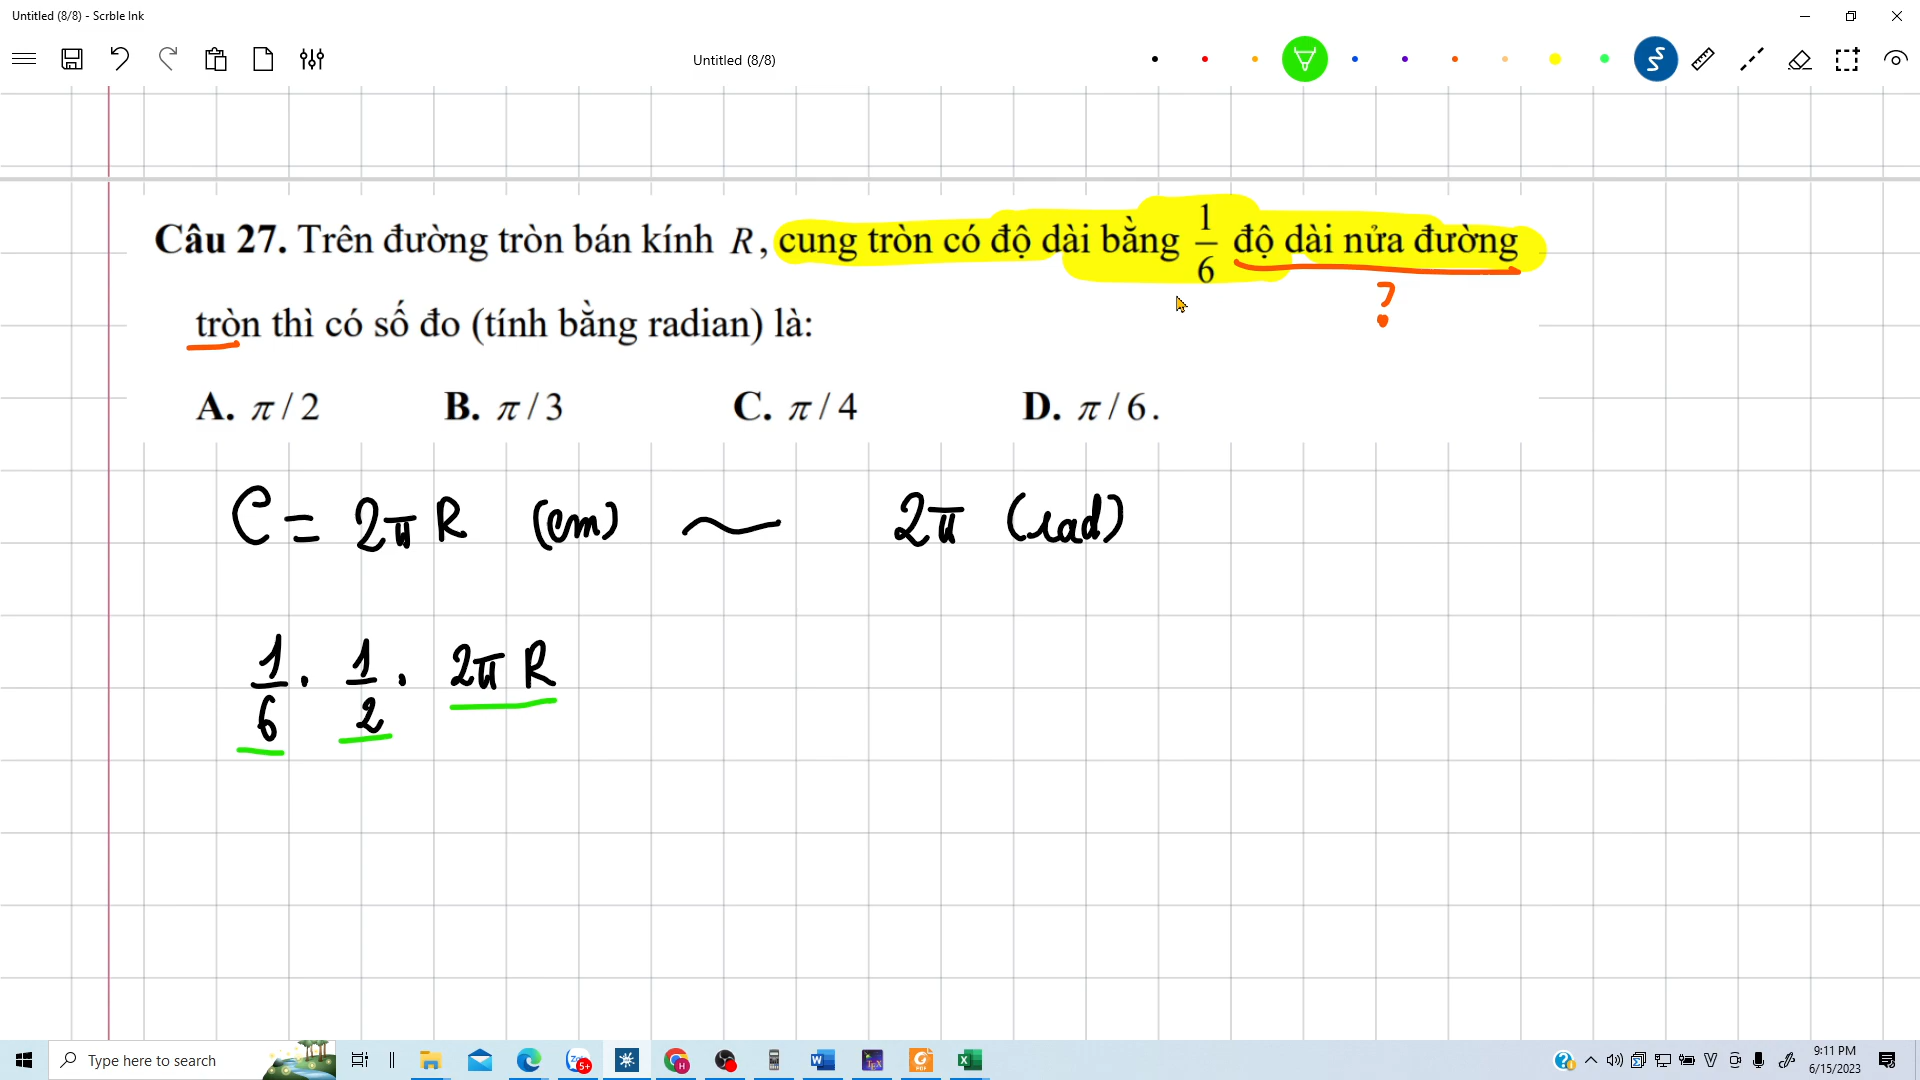 Untitled (8/8) - Scrble Ink
Untitled (8/8)
Câu 27. Trên đường tròn bán kính R, cung tròn có độ dài bằng 1/6 độ dài nửa đường
?
tròn thì có số đo (tính bằng radian) là:
A. π / 2 B. π / 3 C. π / 4 D. π / 6.
C = 2π R (cm) ~ 2π (rad)
1/6 . 1/2 . 2π R
Type here to search
9:11 PM
6/15/2023